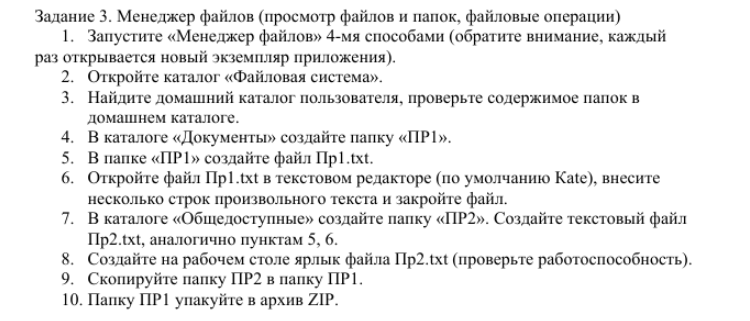 Задание 3. Менеджер файлов (просмотр файлов и папок, файловые операции)
1. Запустите «Менеджер файлов» 4-мя способами (обратите внимание, каждый
раз открывается новый экземпляр приложения).
2. Откройте каталог «Файловая система».
3. Найдите домашний каталог пользователя, проверьте содержимое папок в
домашнем каталоге.
4. В каталоге «Документы» создайте папку «ПР1».
5. В папке «ПР1» создайте файл Пр1.txt.
6. Откройте файл Пр1.txt в текстовом редакторе (по умолчанию Kate), внесите
несколько строк произвольного текста и закройте файл.
7. В каталоге «Общедоступные» создайте папку «ПР2». Создайте текстовый файл
Пр2.txt, аналогично пунктам 5, 6.
8. Создайте на рабочем столе ярлык файла Пр2.txt (проверьте работоспособность).
9. Скопируйте папку ПР2 в папку ПР1.
10. Папку ПР1 упакуйте в архив ZIP.